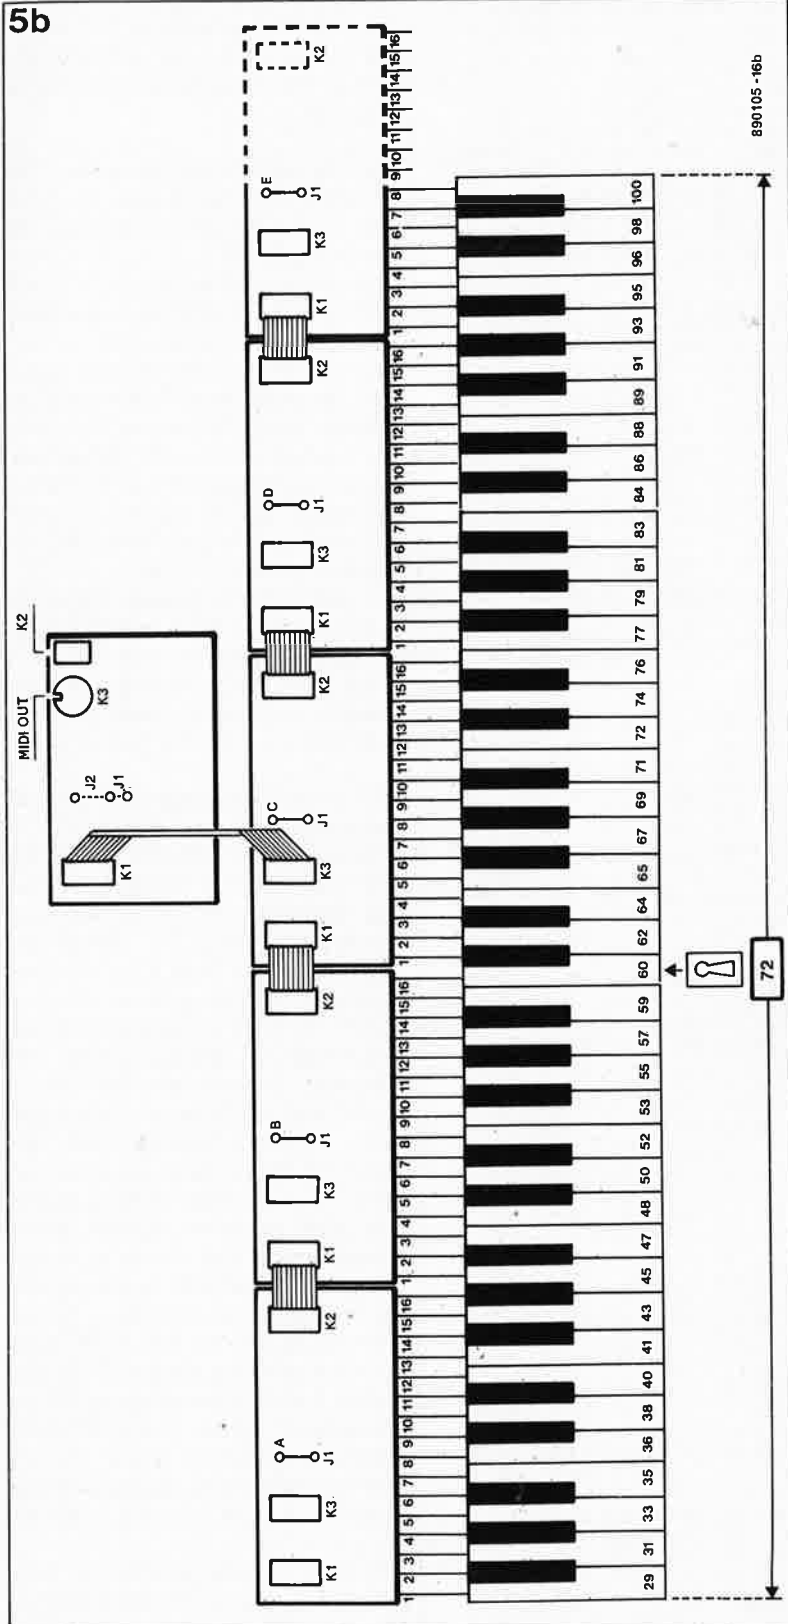 5b
MIDI OUT K2
J2
K1 J1 K3
A B C D E
K1 K3 J1 K2 K1 K3 J1 K2 K1 K3 J1 K2 K1 K3 J1 K2 K1 K3 J1 K2
1 2 3 4 5 6 7 8 9 10 11 12 13 14 15 16 1 2 3 4 5 6 7 8 9 10 11 12 13 14 15 16 1 2 3 4 5 6 7 8 9 10 11 12 13 14 15 16 1 2 3 4 5 6 7 8 9 10 11 12 13 14 15 16 1 2 3 4 5 6 7 8 9 10 11 12 13 14 15 16
29 31 33 35 36 38 40 41 43 45 47 48 50 52 53 55 57 59 60 62 64 65 67 69 71 72 74 76 77 79 81 83 84 86 88 89 91 93 95 96 98 100
72
890105-16b